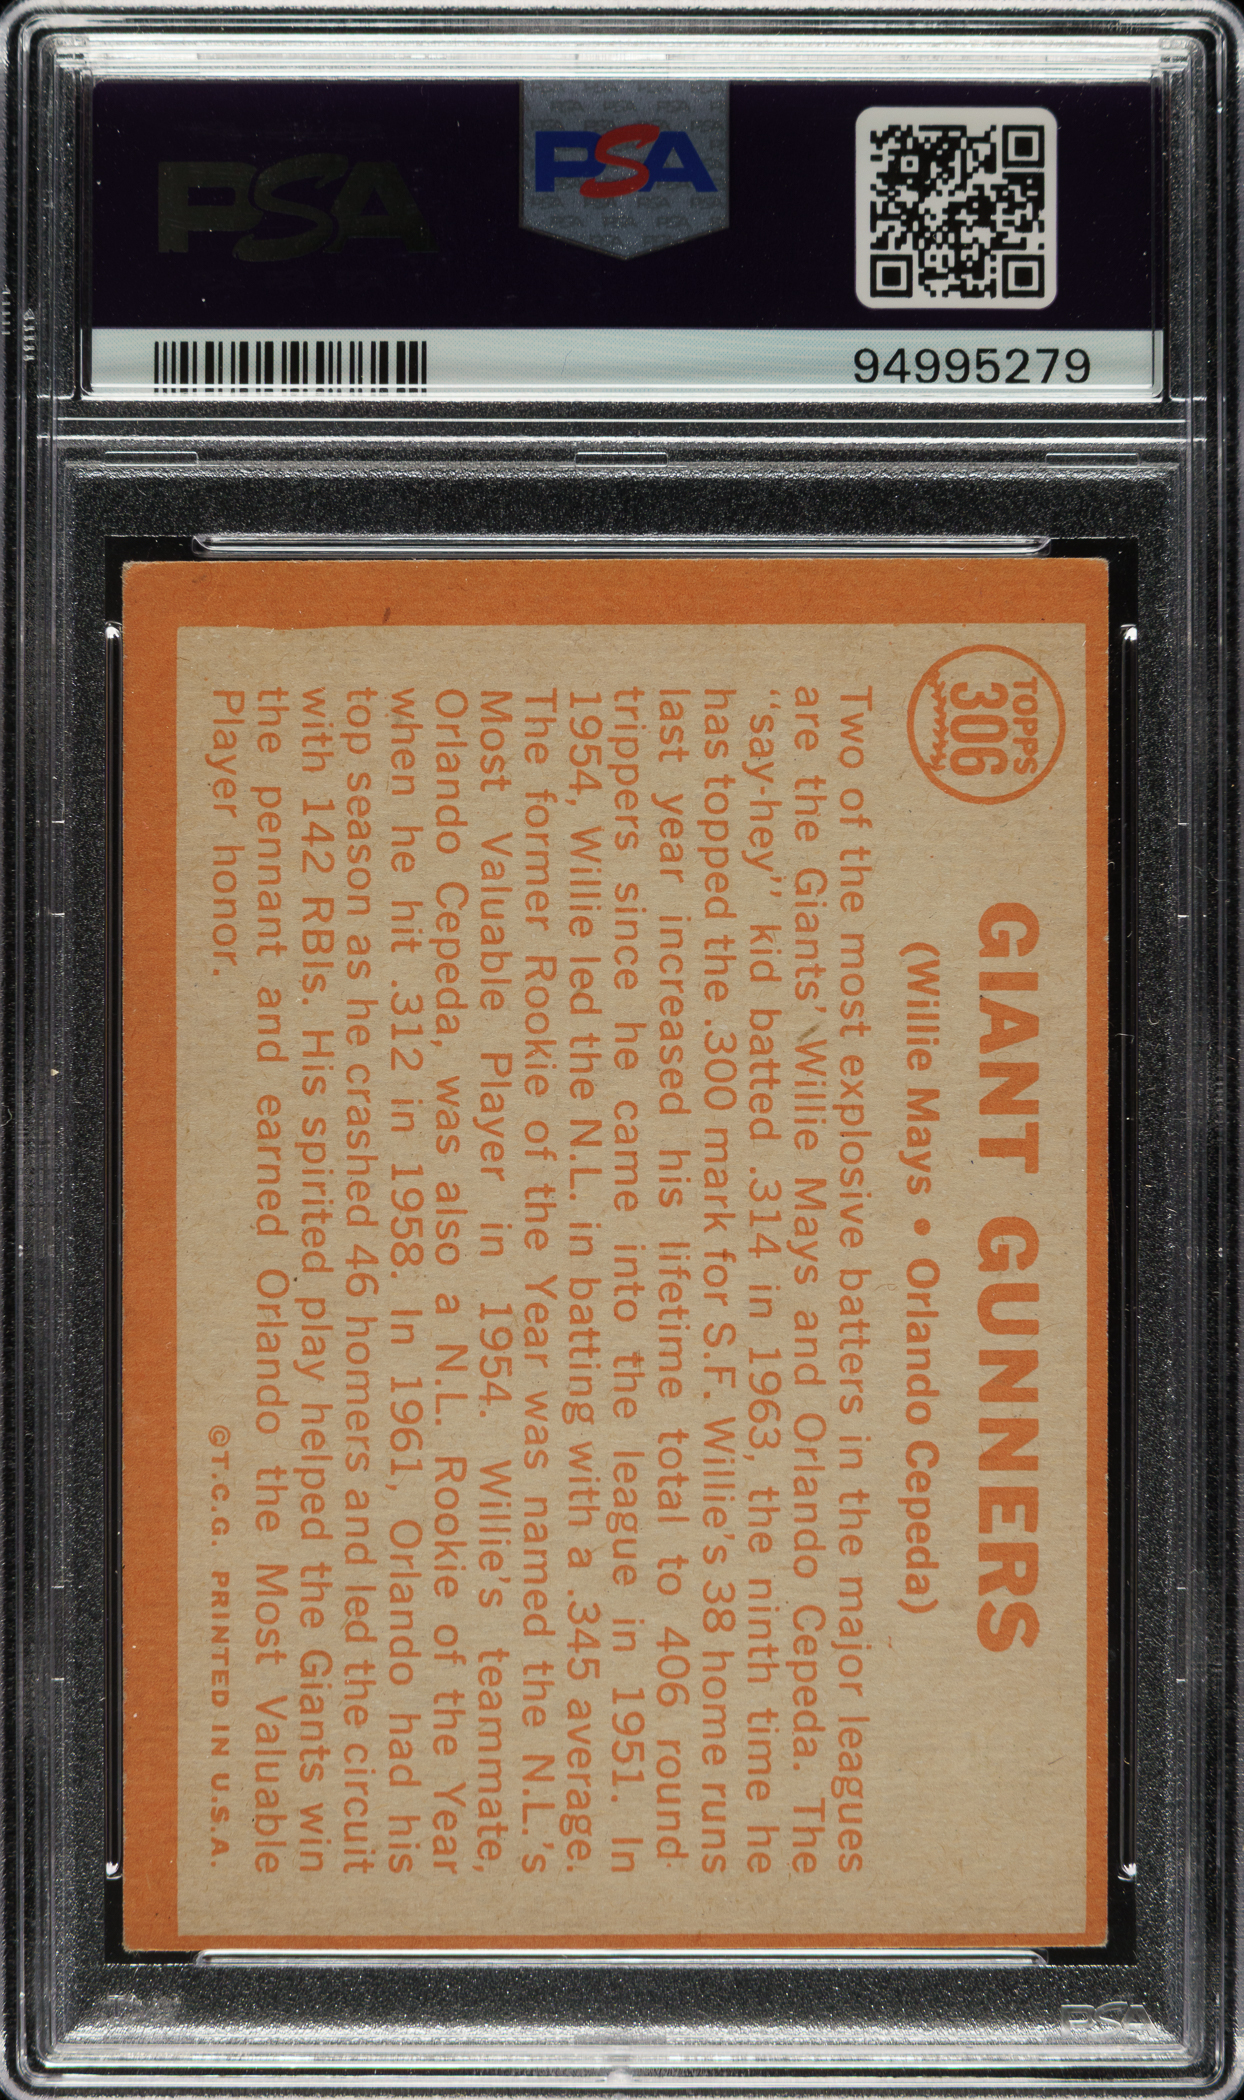 PSA
PSA
94995279
TOPPS
306
GIANT GUNNERS
(Willie Mays • Orlando Cepeda)
Two of the most explosive batters in the major leagues
are the Giants' Willie Mays and Orlando Cepeda. The
"say-hey" kid batted .314 in 1963, the ninth time he
has topped the .300 mark for S.F. Willie's 38 home runs
last year increased his lifetime total to 406 round
trippers since he came into the league in 1951. In
1954, Willie led the N.L. in batting with a .345 average.
The former Rookie of the Year was named the N.L.'s
Most Valuable Player in 1954. Willie's teammate,
Orlando Cepeda, was also a N.L. Rookie of the Year
when he hit .312 in 1958. In 1961, Orlando had his
top season as he crashed 46 homers and led the circuit
with 142 RBIs. His spirited play helped the Giants win
the pennant and earned Orlando the Most Valuable
Player honor.
©T.C.G. PRINTED IN U.S.A.
PSA